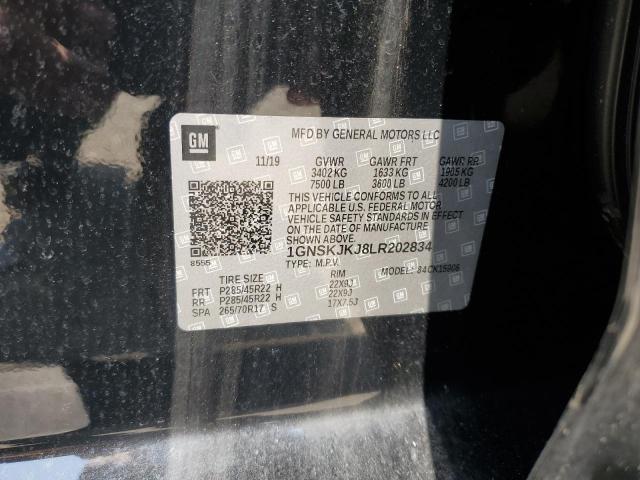 GM
MFD BY GENERAL MOTORS LLC
11/19 GVWR GAWR FRT GAWR RR
3402 KG 1633 KG 1905 KG
7500 LB 3600 LB 4200 LB
THIS VEHICLE CONFORMS TO ALL
APPLICABLE U.S. FEDERAL MOTOR
VEHICLE SAFETY STANDARDS IN EFFECT
ON THE DATE OF MANUFACTURE
SHOWN ABOVE.
8555
1GNSKJKJ8LR202834
TYPE: M.P.V. MODEL: 84CK15906
TIRE SIZE RIM
FRT P285/45R22 H 22X9J
RR P285/45R22 H 22X9J
SPA 265/70R17 S 17X7.5J